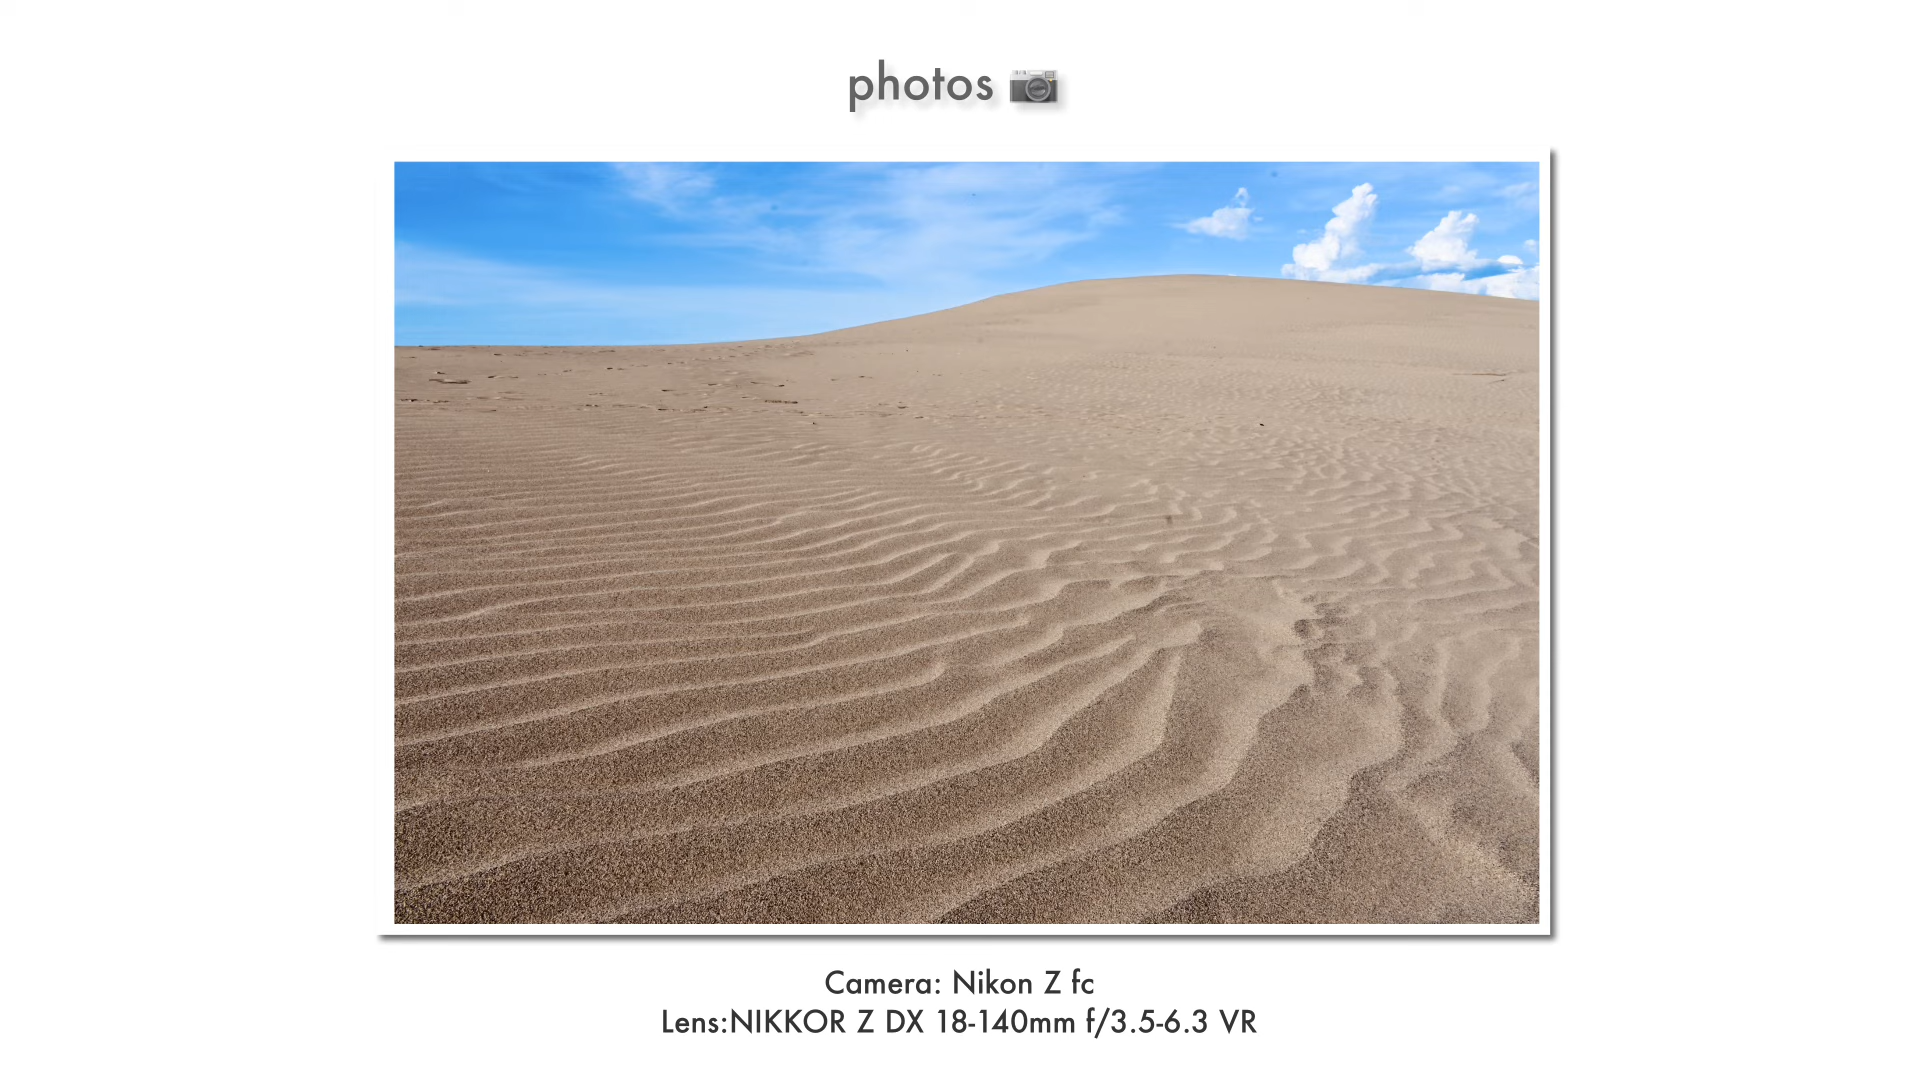 photos
Camera: Nikon Z fc
Lens:NIKKOR Z DX 18-140mm f/3.5-6.3 VR